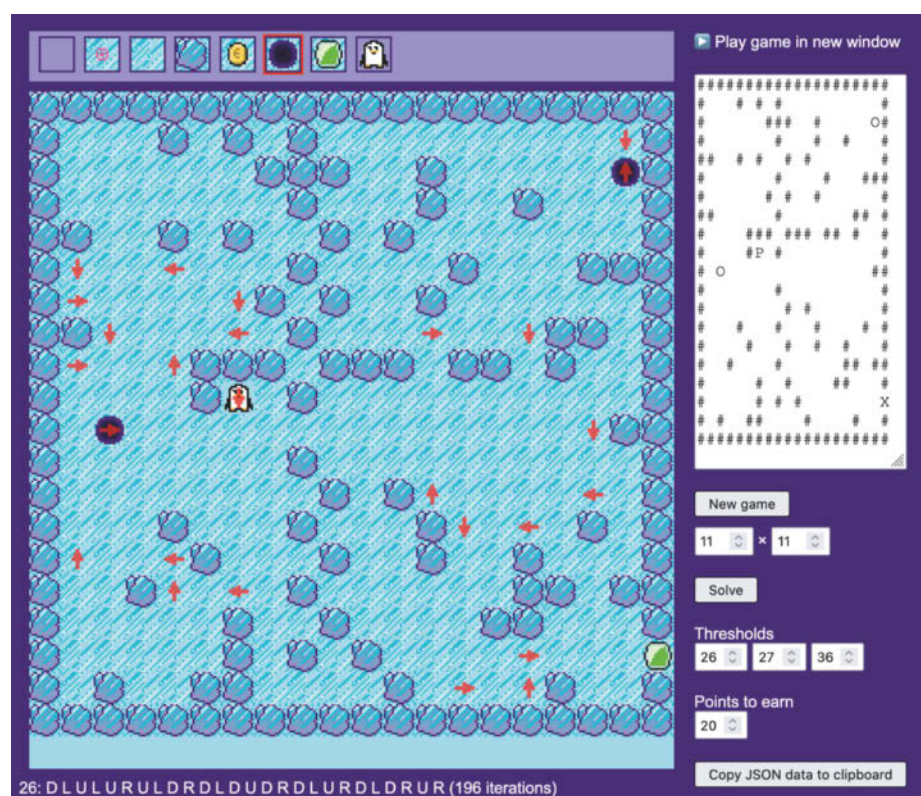 ▶ Play game in new window
####################
#   # # #          #
#      ###  #     O#
#       #   #  #   #
##  # #  # #       #
#       #    #   ###
#      # #  #      #
##      #       ## #
#    ### ### ## #  #
#    #P #          #
# O               ##
#       #          #
#        # #       #
#   #   #   #    # #
#    #   #  #  #   #
#  #    #      ## ##
#     #  #    ##   #
#     # # #        X
# #  ##    #    #  #
####################
New game
11 × 11
Solve
Thresholds
26 27 36
Points to earn
20
Copy JSON data to clipboard
26: D L U L U R U L D R D L D U D R D L U R D L D R U R (196 iterations)